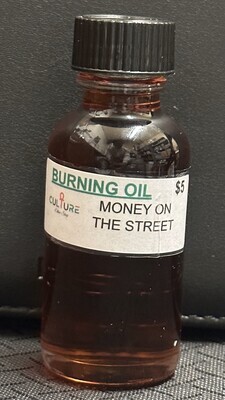 BURNING OIL $5
CULTURE
MONEY ON
THE STREET